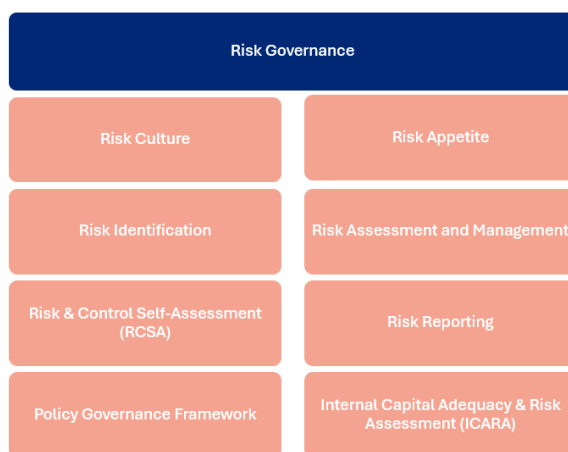 Risk Governance
Risk Culture
Risk Appetite
Risk Identification
Risk Assessment and Management
Risk & Control Self-Assessment
(RCSA)
Risk Reporting
Policy Governance Framework
Internal Capital Adequacy & Risk
Assessment (ICARA)